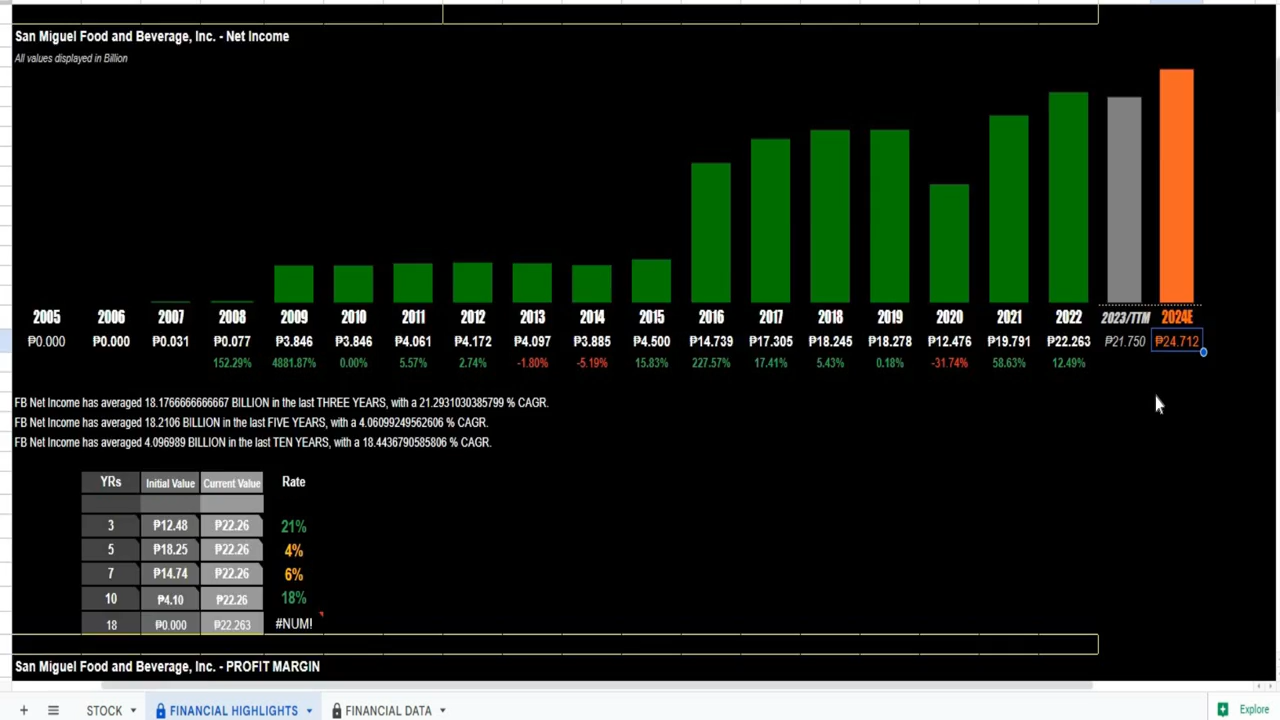 San Miguel Food and Beverage, Inc. - Net Income
All values displayed in Billion
2005 2006 2007 2008 2009 2010 2011 2012 2013 2014 2015 2016 2017 2018 2019 2020 2021 2022 2023/TTM 2024E
₱0.000 ₱0.000 ₱0.031 ₱0.077 ₱3.846 ₱3.846 ₱4.061 ₱4.172 ₱4.097 ₱3.885 ₱4.500 ₱14.739 ₱17.305 ₱18.245 ₱18.278 ₱12.476 ₱19.791 ₱22.263 ₱21.750 ₱24.712
152.29% 4881.87% 0.00% 5.57% 2.74% -1.80% -5.19% 15.83% 227.57% 17.41% 5.43% 0.18% -31.74% 58.63% 12.49%
FB Net Income has averaged 18.1766666666667 BILLION in the last THREE YEARS, with a 21.2931030385799 % CAGR.
FB Net Income has averaged 18.2106 BILLION in the last FIVE YEARS, with a 4.06099249562606 % CAGR.
FB Net Income has averaged 4.096989 BILLION in the last TEN YEARS, with a 18.4436790585806 % CAGR.
YRs Initial Value Current Value Rate
3 ₱12.48 ₱22.26 21%
5 ₱18.25 ₱22.26 4%
7 ₱14.74 ₱22.26 6%
10 ₱4.10 ₱22.26 18%
18 ₱0.000 ₱22.263 #NUM!
San Miguel Food and Beverage, Inc. - PROFIT MARGIN
STOCK FINANCIAL HIGHLIGHTS FINANCIAL DATA Explore